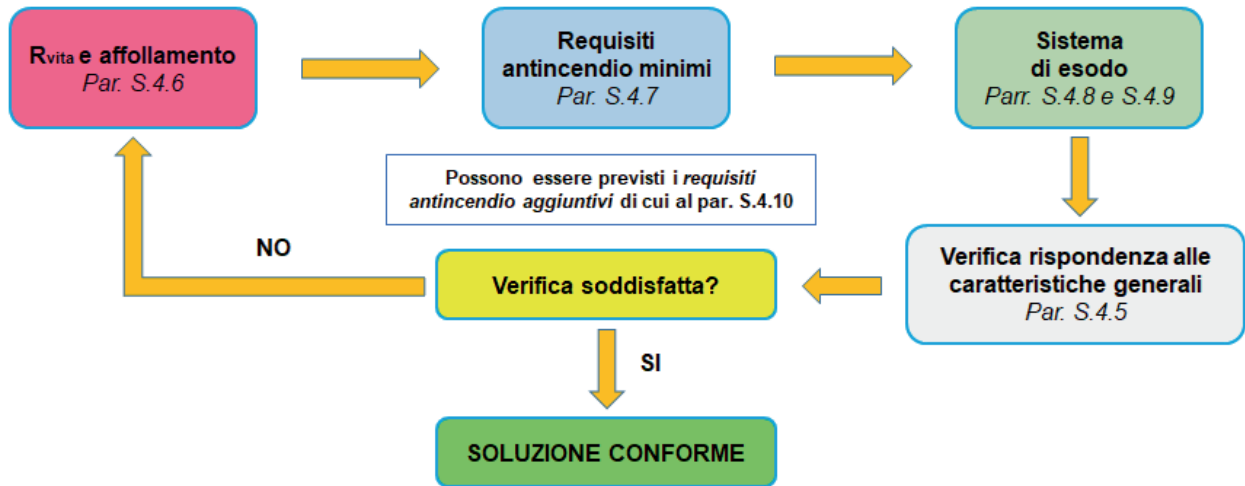 Rvita e affollamento
Par. S.4.6
Requisiti
antincendio minimi
Par. S.4.7
Sistema
di esodo
Parr. S.4.8 e S.4.9
Possono essere previsti i requisiti
antincendio aggiuntivi di cui al par. S.4.10
NO
Verifica soddisfatta?
Verifica rispondenza alle
caratteristiche generali
Par. S.4.5
SI
SOLUZIONE CONFORME